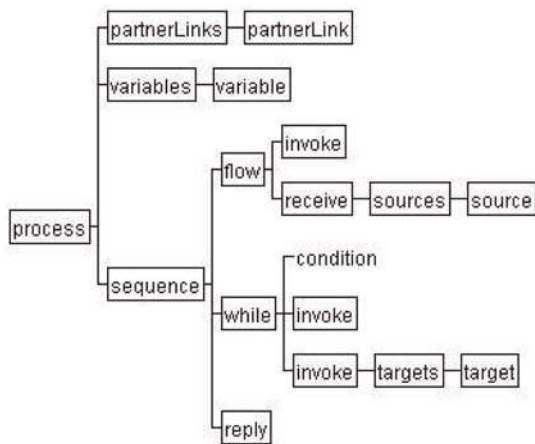 partnerLinks partnerLink
variables variable
invoke
flow
receive sources source
process
condition
sequence
while invoke
invoke targets target
reply